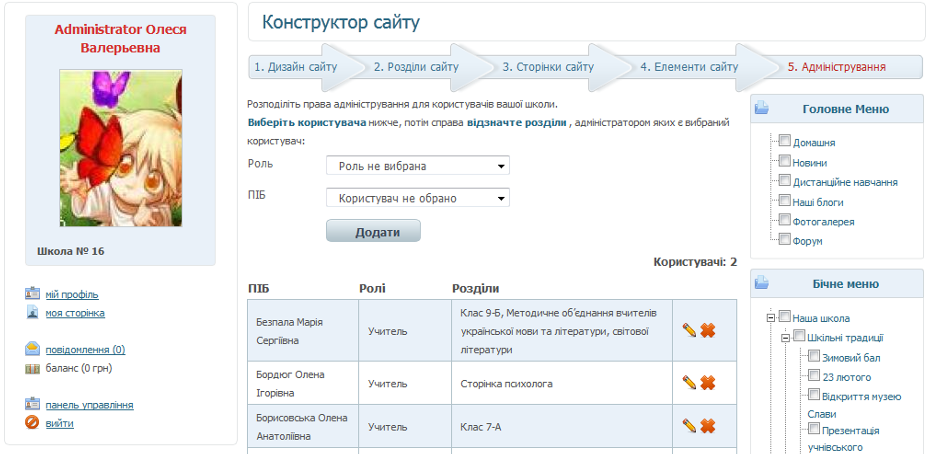 Administrator Олеся
Валерьевна
Школа № 16
мій профіль
моя сторінка
повідомлення (0)
баланс (0 грн)
панель управління
вийти
Конструктор сайту
1. Дизайн сайту
2. Розділи сайту
3. Сторінки сайту
4. Елементи сайту
5. Адміністрування
Розподіліть права адміністрування для користувачів вашої школи.
Виберіть користувача нижче, потім справа відзначте розділи , адміністратором яких є вибраний
користувач:
Роль
Роль не вибрана
ПІБ
Користувач не обрано
Додати
Користувачі: 2
ПІБ Ролі Розділи
Безпала Марія
Сергіївна
Учитель
Клас 9-Б, Методичне об'єднання вчителів
української мови та літератури, світової
літератури
Бордюг Олена
Ігорівна
Учитель
Сторінка психолога
Борисовська Олена
Анатоліївна
Учитель
Клас 7-А
Головне Меню
Домашня
Новини
Дистанційне навчання
Наші блоги
Фотогалерея
Форум
Бічне меню
Наша школа
Шкільні традиції
Зимовий бал
23 лютого
Відкриття музею
Слави
Презентація
учнівського